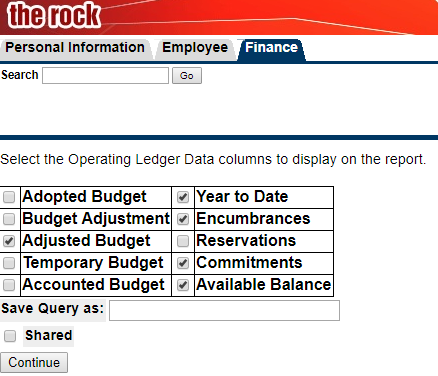 the rock
Personal Information Employee Finance
Search Go
Select the Operating Ledger Data columns to display on the report.
Adopted Budget Year to Date
Budget Adjustment Encumbrances
Adjusted Budget Reservations
Temporary Budget Commitments
Accounted Budget Available Balance
Save Query as:
Shared
Continue